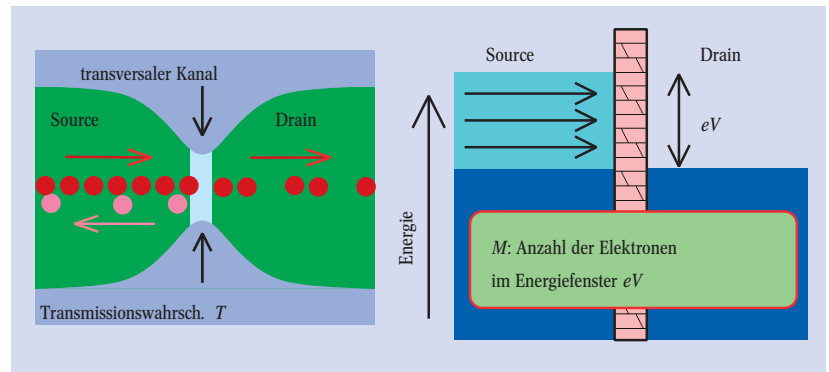 transversaler Kanal
Source
Drain
Transmissionswahrsch. T
Source
Drain
eV
Energie
M: Anzahl der Elektronen
im Energiefenster eV